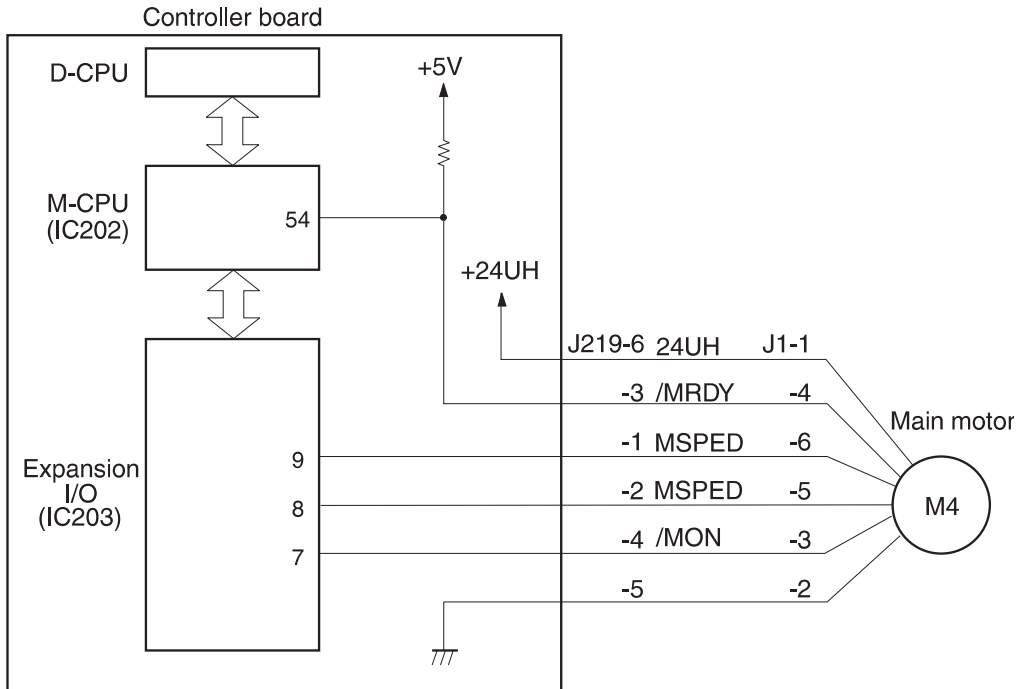 Controller board
D-CPU
+5V
M-CPU
(IC202)
54
+24UH
J219-6 24UH J1-1
-3 /MRDY -4
Main motor
-1 MSPED -6
9
Expansion
I/O
(IC203)
8
-2 MSPED -5
M4
7
-4 /MON -3
-5 -2